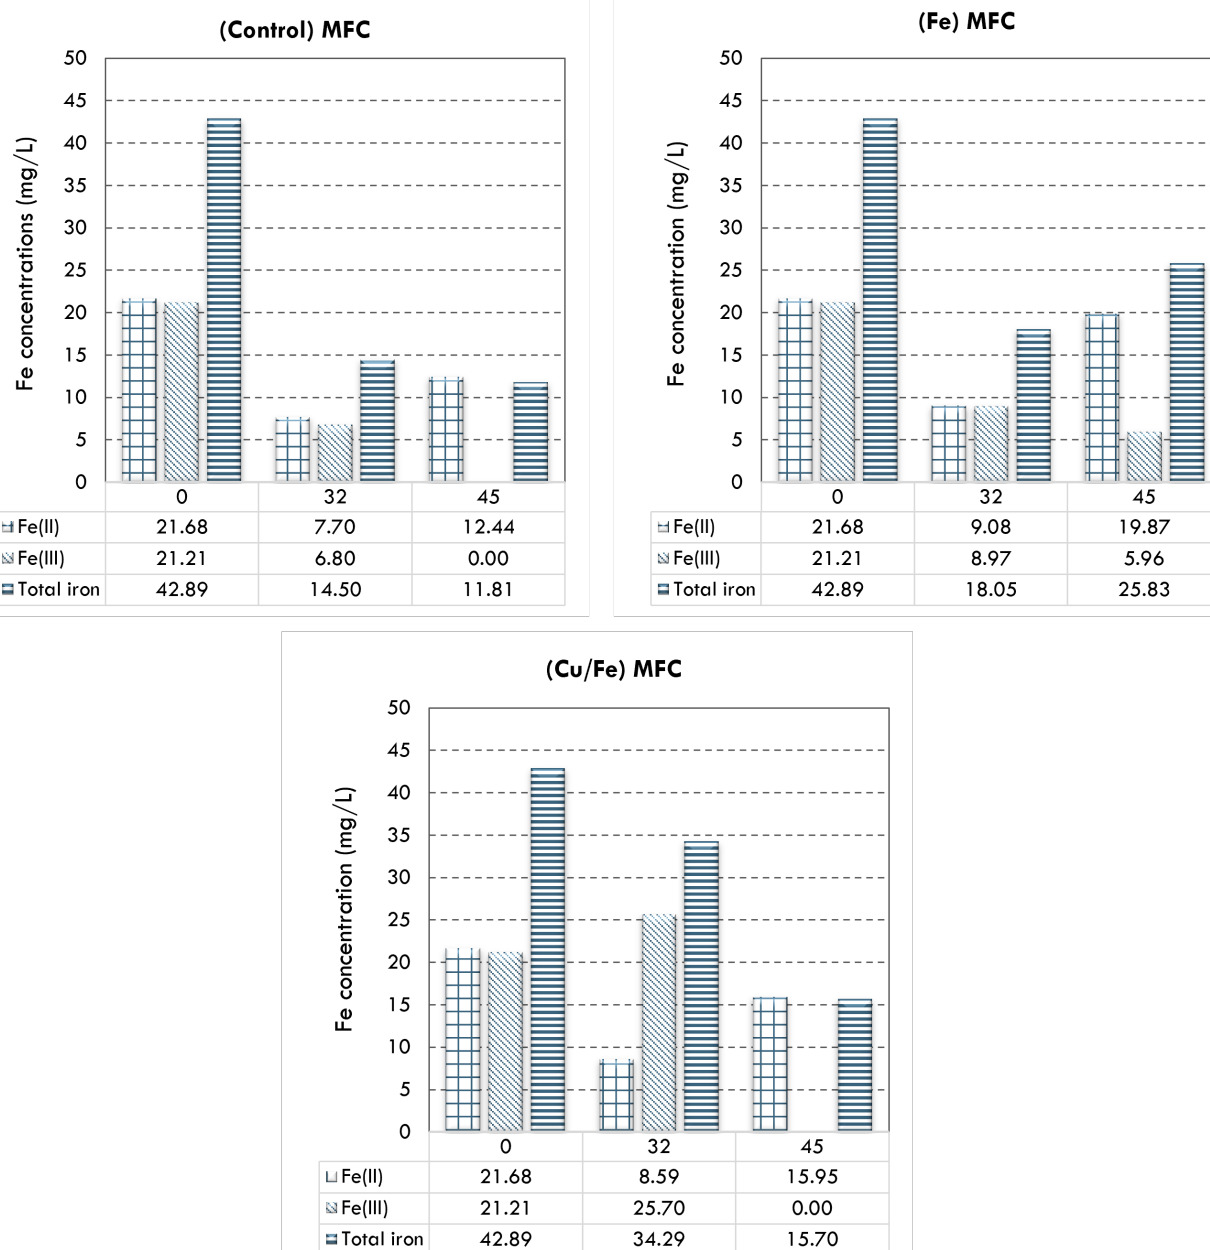 (Control) MFC
50
45
40
35
30
25
20
15
10
5
0
Fe concentrations (mg/L)
0 32 45
Fe(II) 21.68 7.70 12.44
Fe(III) 21.21 6.80 0.00
Total iron 42.89 14.50 11.81
(Fe) MFC
50
45
40
35
30
25
20
15
10
5
0
Fe concentration (mg/L)
0 32 45
Fe(II) 21.68 9.08 19.87
Fe(III) 21.21 8.97 5.96
Total iron 42.89 18.05 25.83
(Cu/Fe) MFC
50
45
40
35
30
25
20
15
10
5
0
Fe concentration (mg/L)
0 32 45
Fe(II) 21.68 8.59 15.95
Fe(III) 21.21 25.70 0.00
Total iron 42.89 34.29 15.70